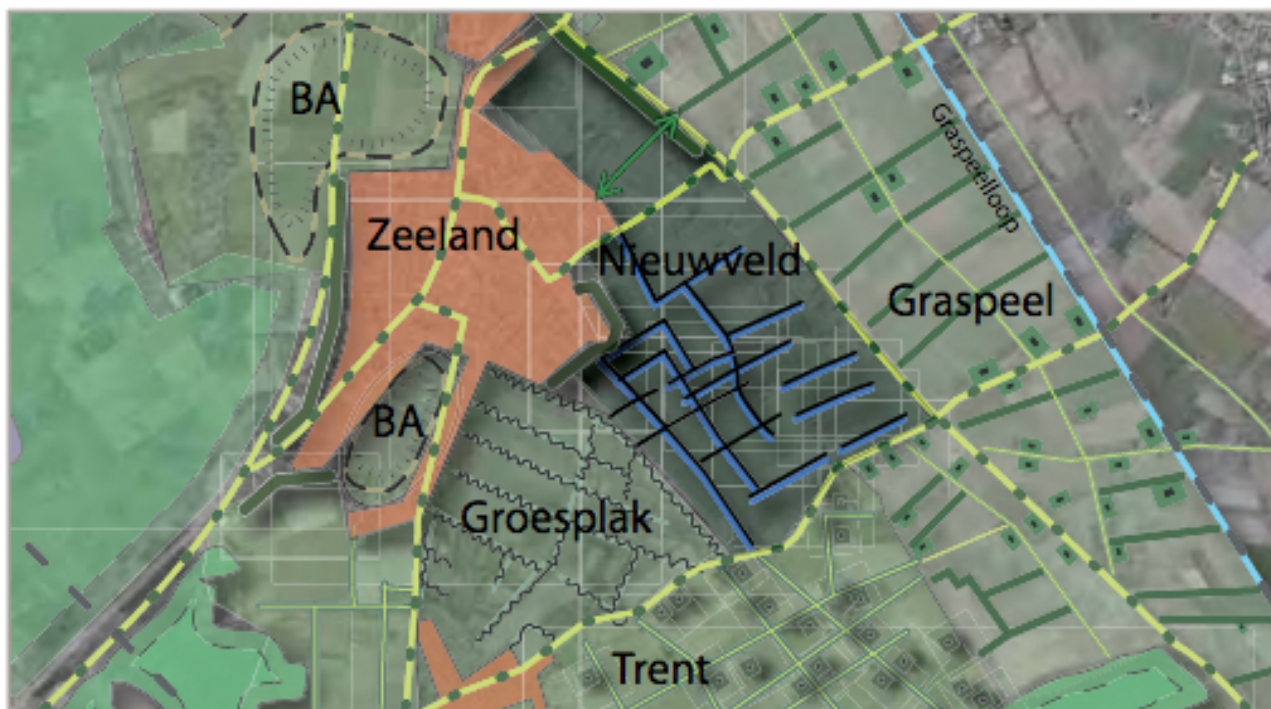 BA
Graspeelloop
Zeeland
Nieuwveld
Graspeel
BA
Groesplak
Trent